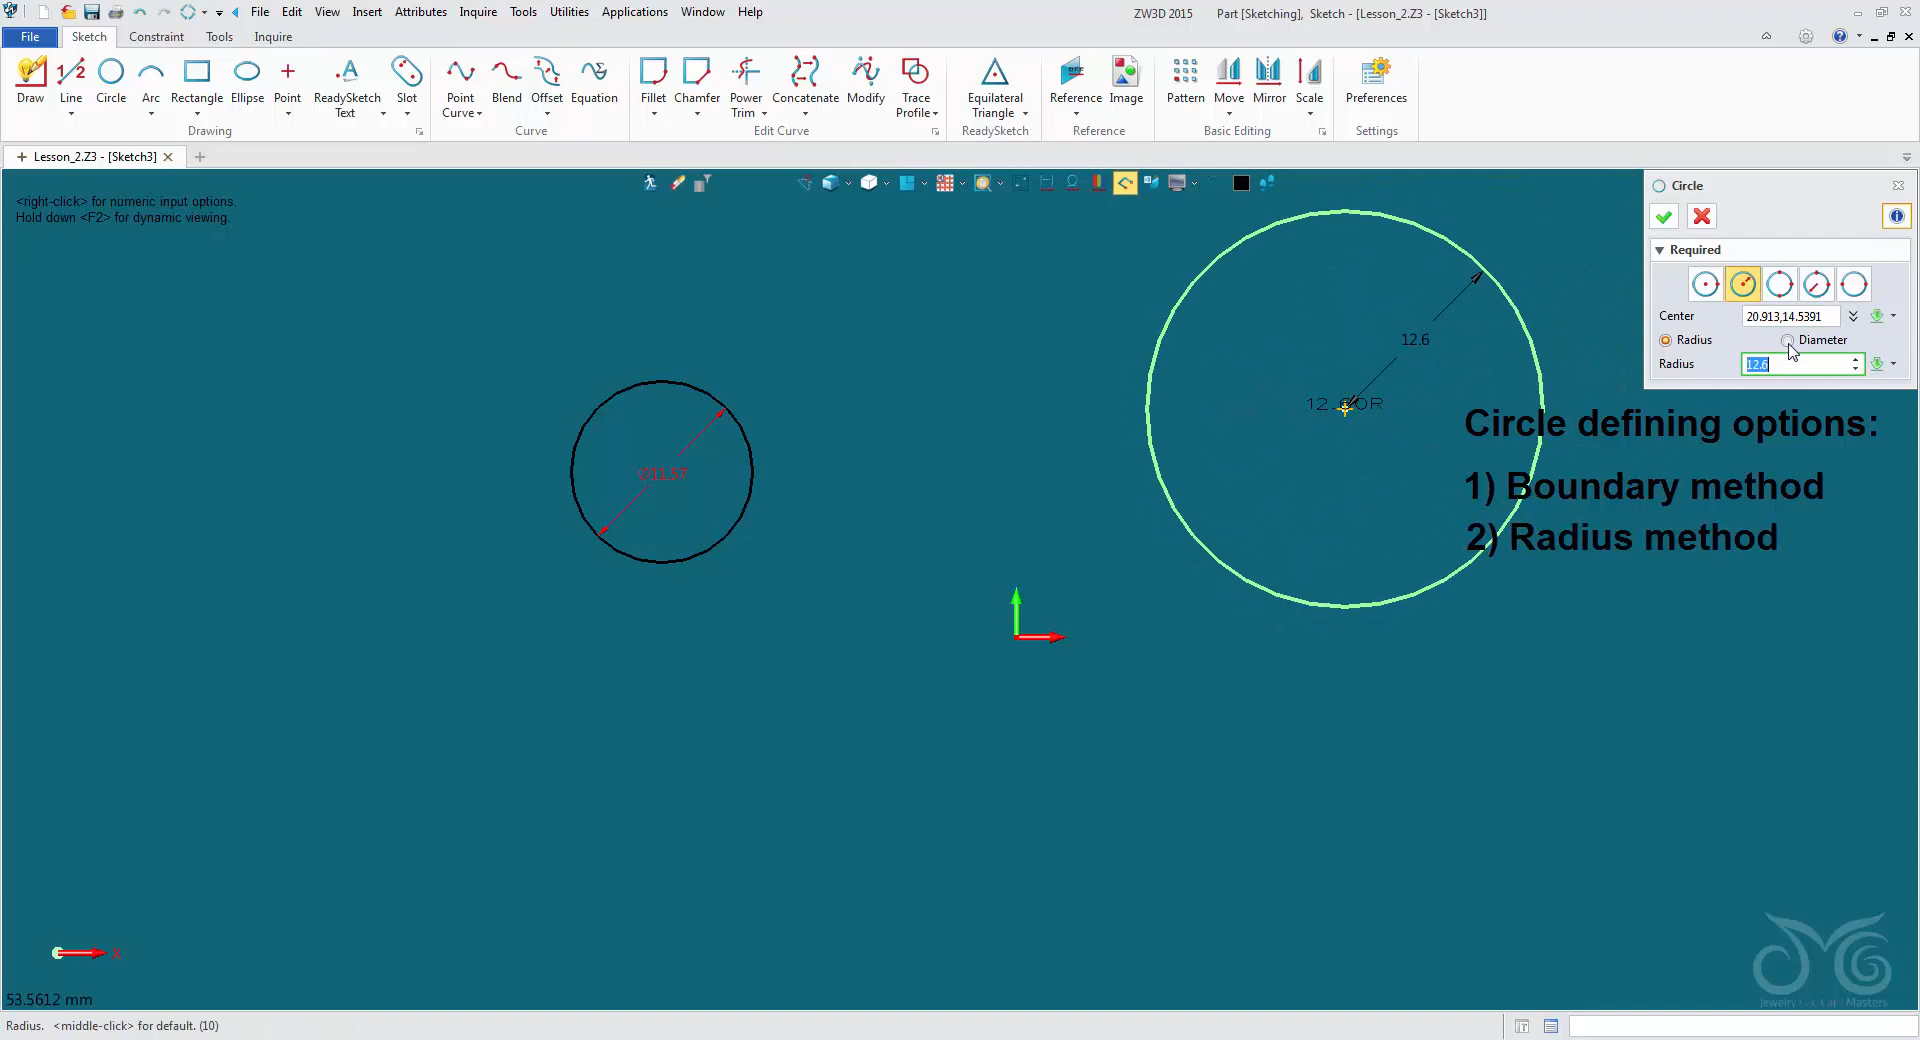 File Edit View Insert Attributes Inquire Tools Utilities Applications Window Help
ZW3D 2015 Part [Sketching], Sketch - [Lesson_2.Z3 - [Sketch3]]
File Sketch Constraint Tools Inquire
Draw Line Circle Arc Rectangle Ellipse Point ReadySketch Text Slot
Point Curve Blend Offset Equation
Fillet Chamfer Power Trim Concatenate Modify Trace Profile
Equilateral Triangle
Reference Image
Pattern Move Mirror Scale
Preferences
Drawing Curve Edit Curve ReadySketch Reference Basic Editing Settings
Lesson_2.Z3 - [Sketch3]
<right-click> for numeric input options.
Hold down <F2> for dynamic viewing.
Circle
Required
Center 20.913,14.5391
Radius Diameter
Radius 12.6
12.6
Ø11.57
Circle defining options:
1) Boundary method
2) Radius method
X
53.5612 mm
Radius. <middle-click> for default. (10)